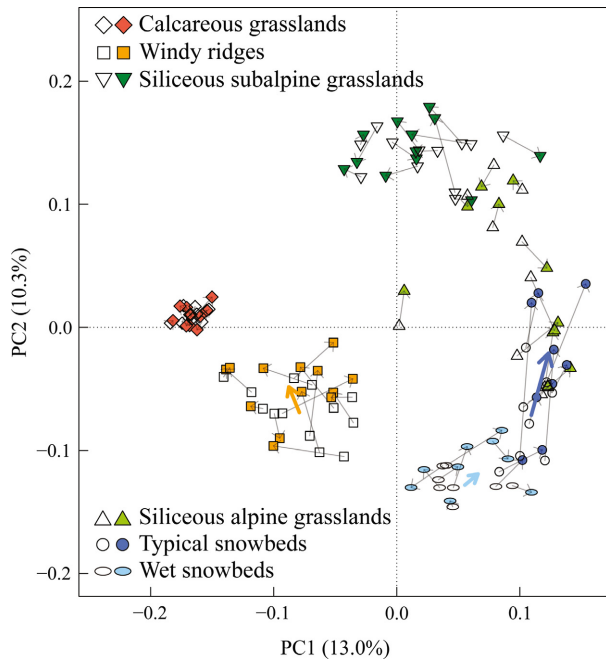 Calcareous grasslands
Windy ridges
Siliceous subalpine grasslands
0.2
0.1
0.0
−0.1
−0.2
PC2 (10.3%)
Siliceous alpine grasslands
Typical snowbeds
Wet snowbeds
−0.2
−0.1
0.0
0.1
PC1 (13.0%)